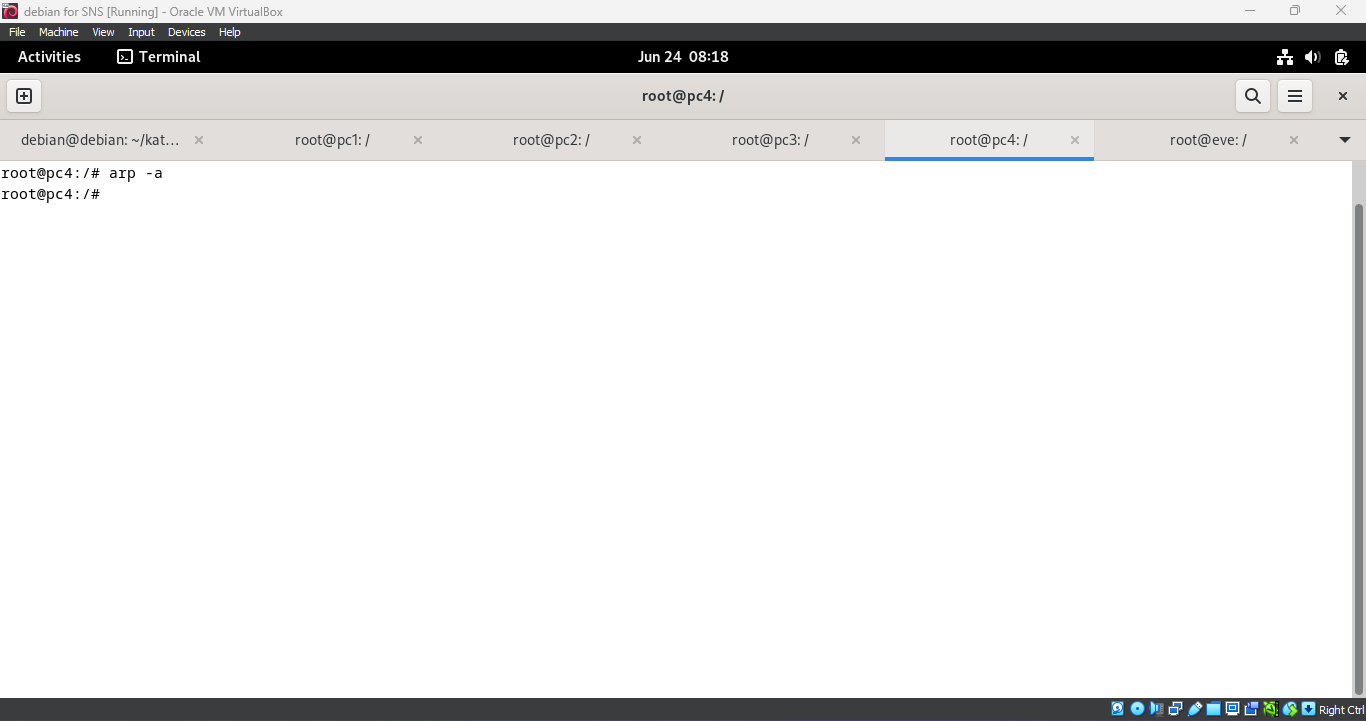 debian for SNS [Running] - Oracle VM VirtualBox
File Machine View Input Devices Help
Activities Terminal Jun 24 08:18
root@pc4: /
debian@debian: ~/kat... root@pc1: / root@pc2: / root@pc3: / root@pc4: / root@eve: /
root@pc4:/# arp -a
root@pc4:/#
Right Ctrl